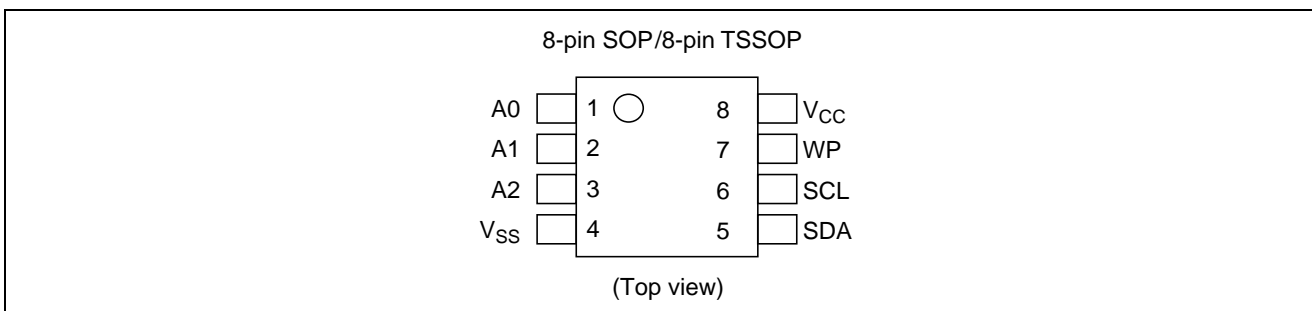 8-pin SOP/8-pin TSSOP
A0 1 8 VCC
A1 2 7 WP
A2 3 6 SCL
VSS 4 5 SDA
(Top view)